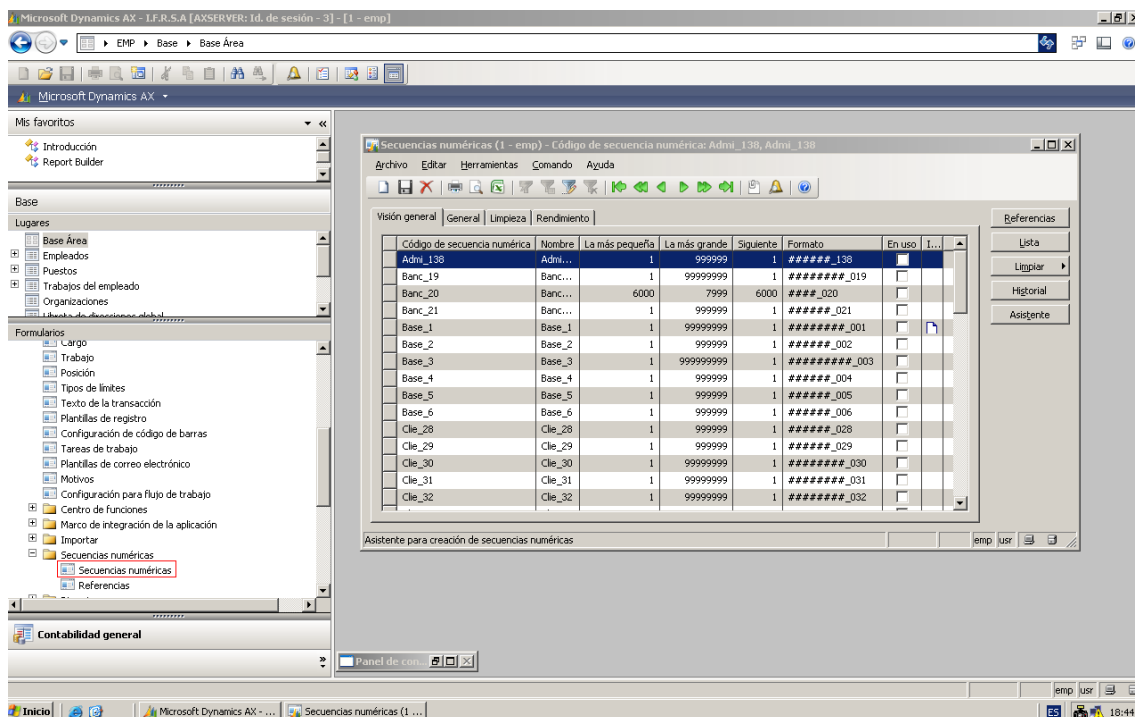 Microsoft Dynamics AX - I.F.R.S.A [AXSERVER: Id. de sesión - 3] - [1 - emp]
EMP Base Base Área
Microsoft Dynamics AX
Mis favoritos
Introducción
Report Builder
Base
Lugares
Base Área
Empleados
Puestos
Trabajos del empleado
Organizaciones
Libreta de direcciones global
Formularios
Cargo
Trabajo
Posición
Tipos de límites
Texto de la transacción
Plantillas de registro
Configuración de código de barras
Tareas de trabajo
Plantillas de correo electrónico
Motivos
Configuración para flujo de trabajo
Centro de funciones
Marco de integración de la aplicación
Importar
Secuencias numéricas
Secuencias numéricas
Referencias
Contabilidad general
Secuencias numéricas (1 - emp) - Código de secuencia numérica: Admi_138, Admi_138
Archivo Editar Herramientas Comando Ayuda
Visión general General Limpieza Rendimiento
Código de secuencia numérica Nombre La más pequeña La más grande Siguiente Formato En uso I...
Admi_138 Admi... 1 999999 1 ######_138
Banc_19 Banc... 1 99999999 1 ########_019
Banc_20 Banc... 6000 7999 6000 ####_020
Banc_21 Banc... 1 999999 1 ######_021
Base_1 Base_1 1 99999999 1 ########_001
Base_2 Base_2 1 999999 1 ######_002
Base_3 Base_3 1 999999999 1 #########_003
Base_4 Base_4 1 999999 1 ######_004
Base_5 Base_5 1 999999 1 ######_005
Base_6 Base_6 1 999999 1 ######_006
Clie_28 Clie_28 1 999999 1 ######_028
Clie_29 Clie_29 1 999999 1 ######_029
Clie_30 Clie_30 1 99999999 1 ########_030
Clie_31 Clie_31 1 99999999 1 ########_031
Clie_32 Clie_32 1 99999999 1 ########_032
Referencias
Lista
Limpiar
Historial
Asistente
Asistente para creación de secuencias numéricas
emp usr
Panel de con...
emp usr
Inicio Microsoft Dynamics AX - ... Secuencias numéricas (1 ... ES 18:44